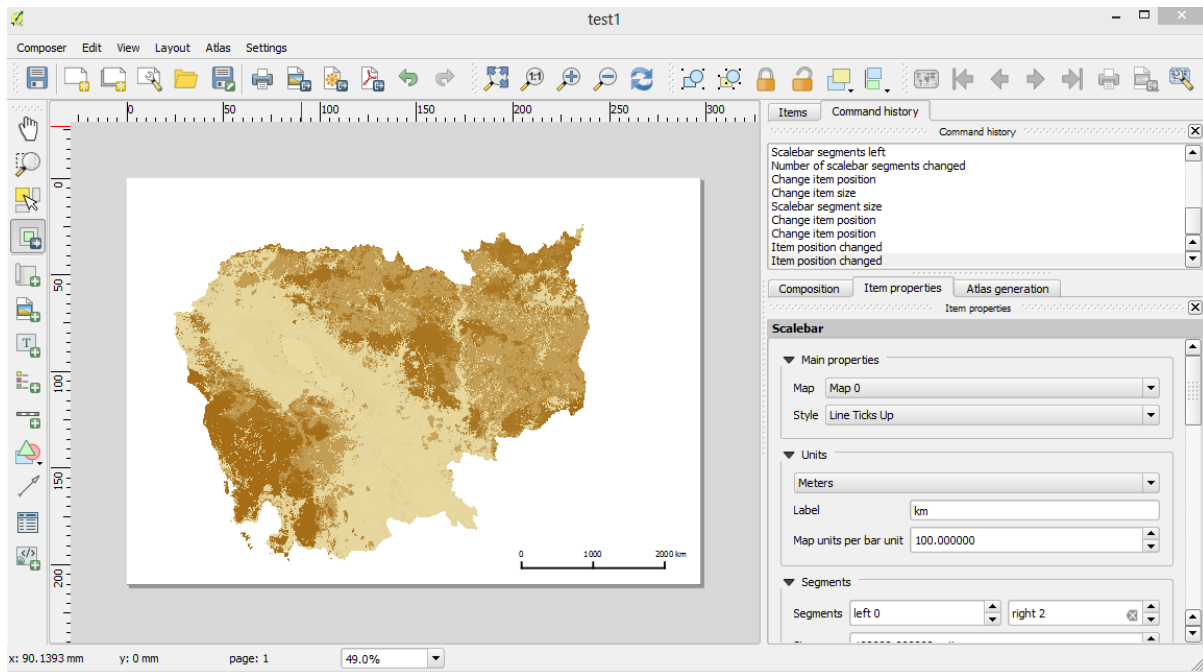 test1
Composer Edit View Layout Atlas Settings
0 50 100 150 200 250 300
Items Command history
Command history
Scalebar segments left
Number of scalebar segments changed
Change item position
Change item size
Scalebar segment size
Change item position
Change item position
Item position changed
Item position changed
0
50
100
150
200
Composition Item properties Atlas generation
Item properties
Scalebar
Main properties
Map Map 0
Style Line Ticks Up
Units
Meters
Label km
Map units per bar unit 100.000000
Segments
Segments left 0 right 2
0 1000 2000 km
x: 90.1393 mm y: 0 mm page: 1 49.0%